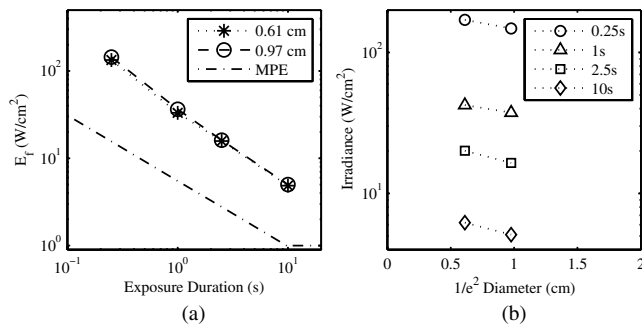 0.61 cm
0.97 cm
MPE
10²
10¹
10⁰
E_f (W/cm²)
10⁻¹
10⁰
10¹
Exposure Duration (s)
(a)
0.25s
1s
2.5s
10s
10²
10¹
Irradiance (W/cm²)
0
0.5
1
1.5
2
1/e² Diameter (cm)
(b)